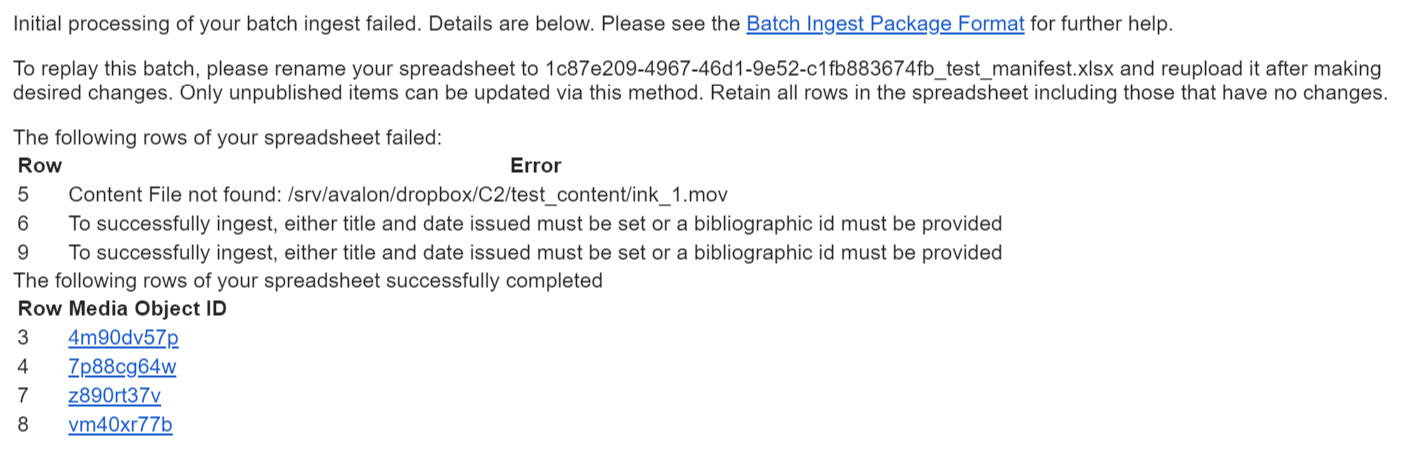 Initial processing of your batch ingest failed. Details are below. Please see the Batch Ingest Package Format for further help.
To replay this batch, please rename your spreadsheet to 1c87e209-4967-46d1-9e52-c1fb883674fb_test_manifest.xlsx and reupload it after making
desired changes. Only unpublished items can be updated via this method. Retain all rows in the spreadsheet including those that have no changes.
The following rows of your spreadsheet failed:
Row Error
5 Content File not found: /srv/avalon/dropbox/C2/test_content/ink_1.mov
6 To successfully ingest, either title and date issued must be set or a bibliographic id must be provided
9 To successfully ingest, either title and date issued must be set or a bibliographic id must be provided
The following rows of your spreadsheet successfully completed
Row Media Object ID
3 4m90dv57p
4 7p88cg64w
7 z890rt37v
8 vm40xr77b